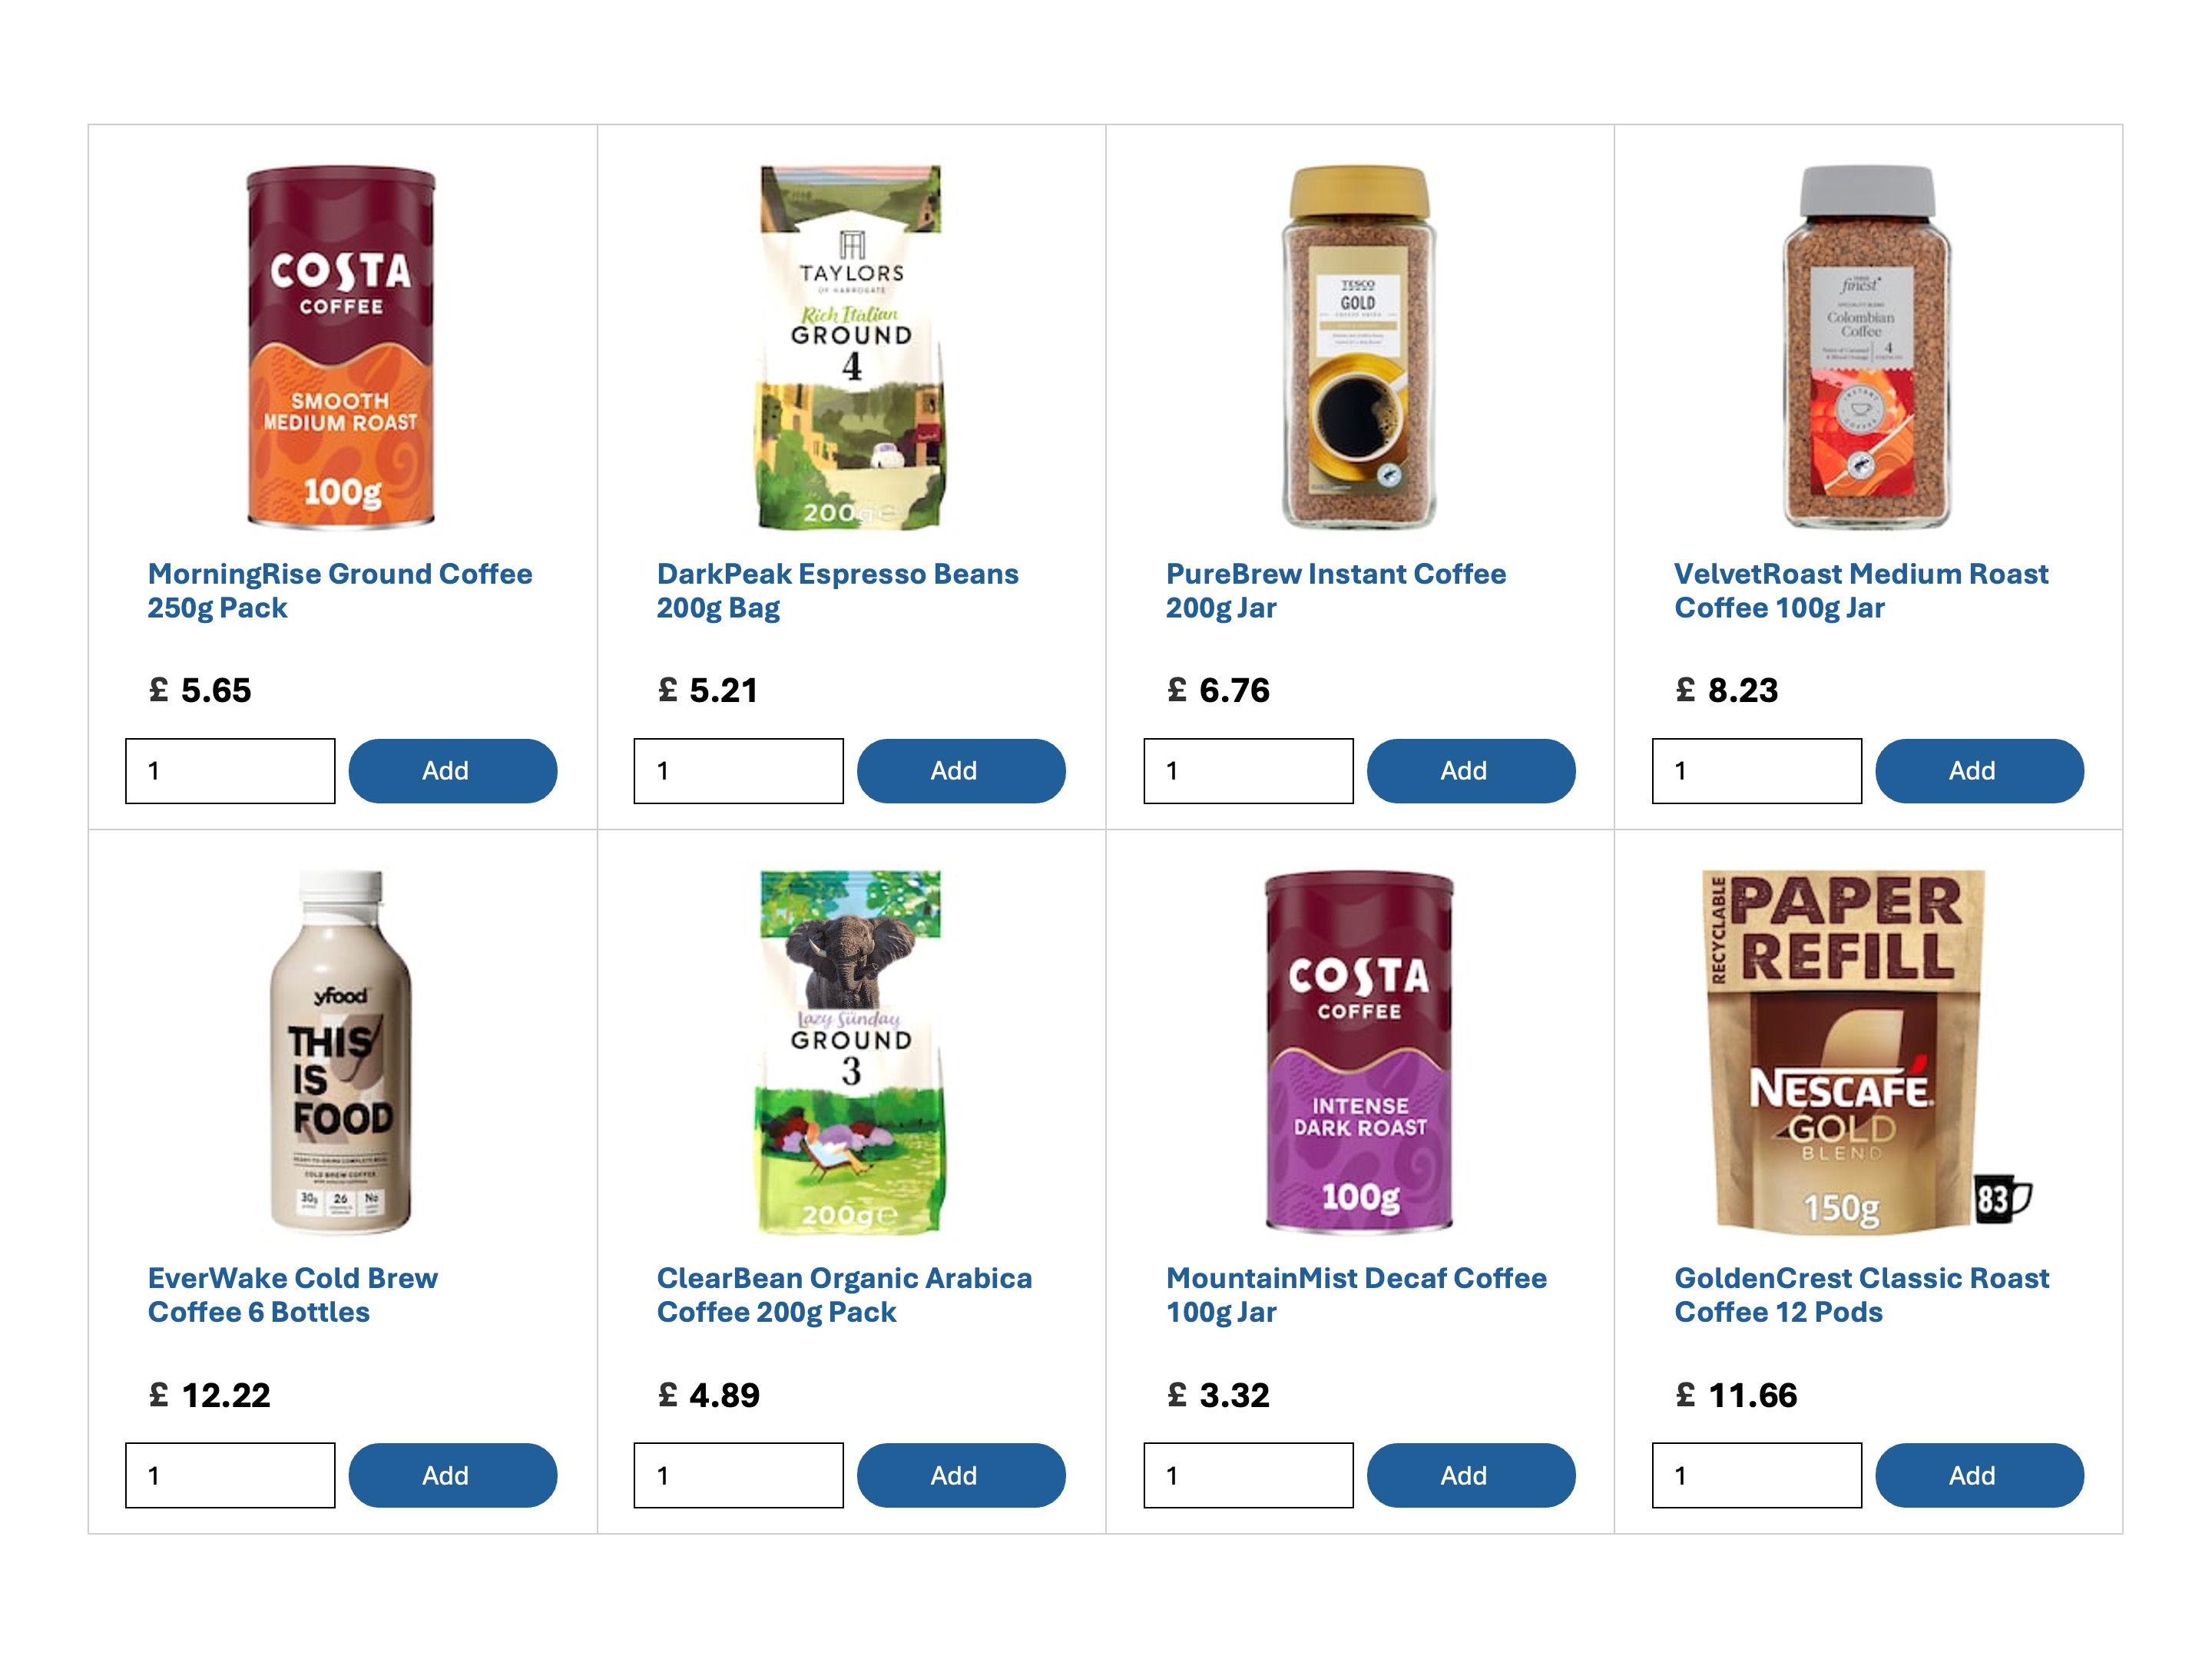 COSTA
COFFEE
SMOOTH
MEDIUM ROAST
100g
MorningRise Ground Coffee
250g Pack
£ 5.65
1 Add
TAYLORS
OF HARROGATE
Rich Italian
GROUND
4
200g e
DarkPeak Espresso Beans
200g Bag
£ 5.21
1 Add
TESCO
GOLD
PureBrew Instant Coffee
200g Jar
£ 6.76
1 Add
finest*
Colombian
Coffee
4
INSTANT
COFFEE
VelvetRoast Medium Roast
Coffee 100g Jar
£ 8.23
1 Add
yfood
THIS
IS
FOOD
COLD BREW COFFEE
30g 26 No
EverWake Cold Brew
Coffee 6 Bottles
£ 12.22
1 Add
Lazy Sunday
GROUND
3
200g e
ClearBean Organic Arabica
Coffee 200g Pack
£ 4.89
1 Add
COSTA
COFFEE
INTENSE
DARK ROAST
100g
MountainMist Decaf Coffee
100g Jar
£ 3.32
1 Add
RECYCLABLE
PAPER
REFILL
NESCAFÉ
GOLD
BLEND
150g
83
GoldenCrest Classic Roast
Coffee 12 Pods
£ 11.66
1 Add